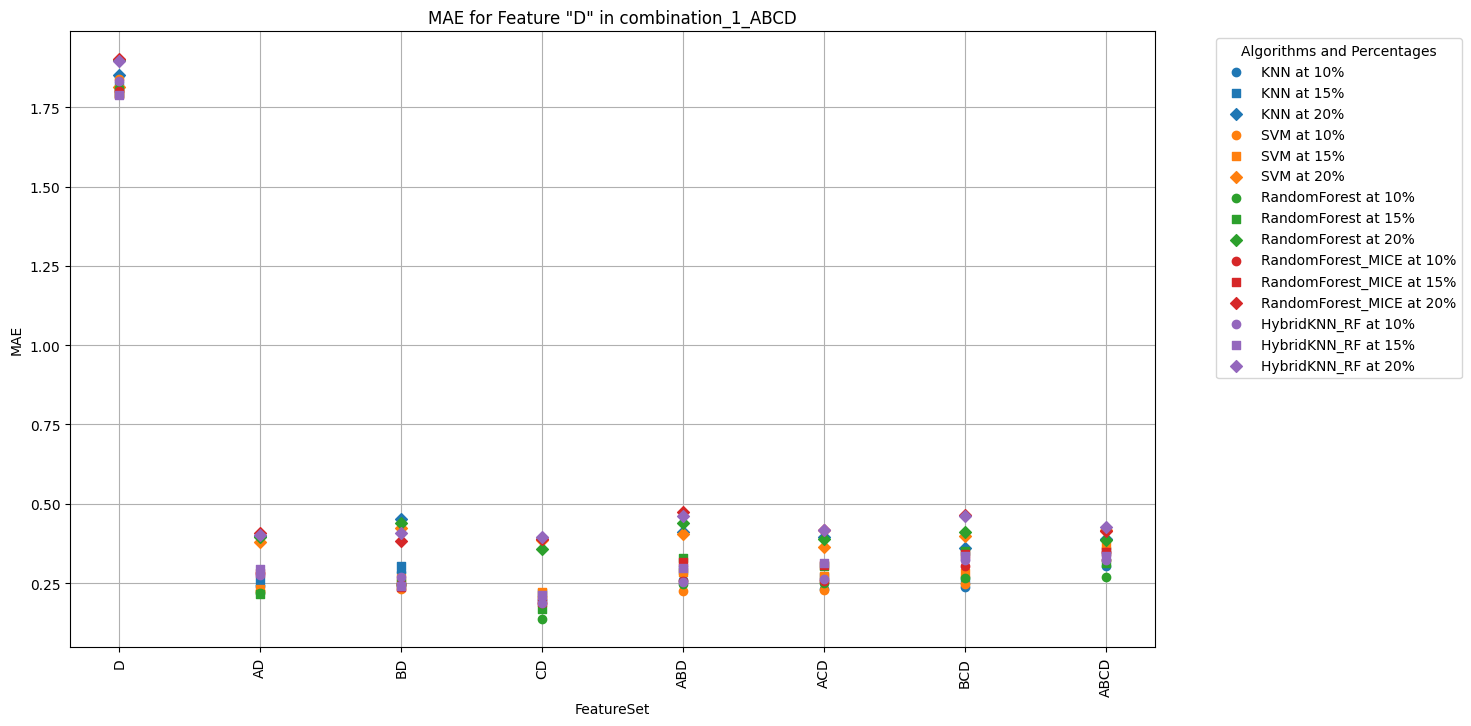 MAE for Feature "D" in combination_1_ABCD
MAE
1.75
1.50
1.25
1.00
0.75
0.50
0.25
D
AD
BD
CD
ABD
ACD
BCD
ABCD
FeatureSet
Algorithms and Percentages
KNN at 10%
KNN at 15%
KNN at 20%
SVM at 10%
SVM at 15%
SVM at 20%
RandomForest at 10%
RandomForest at 15%
RandomForest at 20%
RandomForest_MICE at 10%
RandomForest_MICE at 15%
RandomForest_MICE at 20%
HybridKNN_RF at 10%
HybridKNN_RF at 15%
HybridKNN_RF at 20%